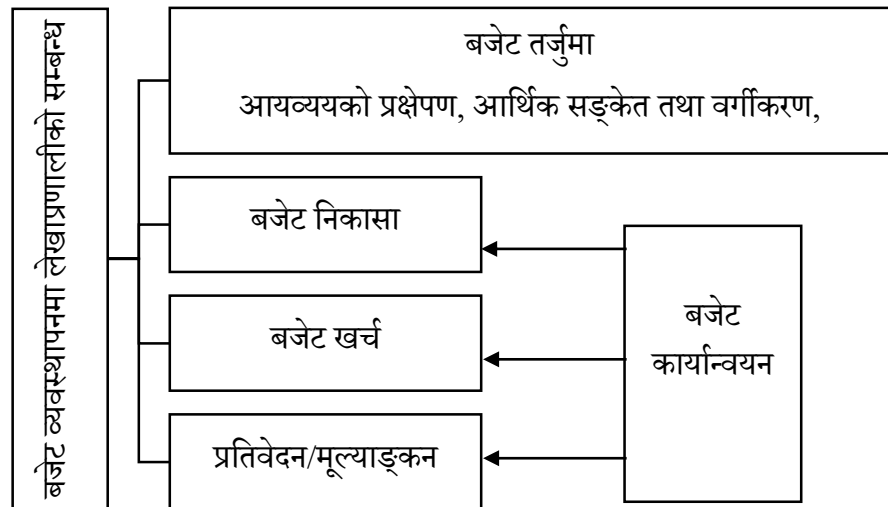 बजेट व्यवस्थापनमा लेखाप्रणालीको सम्बन्ध
बजेट तर्जुमा
आयव्ययको प्रक्षेपण, आर्थिक सङ्केत तथा वर्गीकरण,
बजेट निकासा
बजेट खर्च
प्रतिवेदन/मूल्याङ्कन
बजेट
कार्यान्वयन